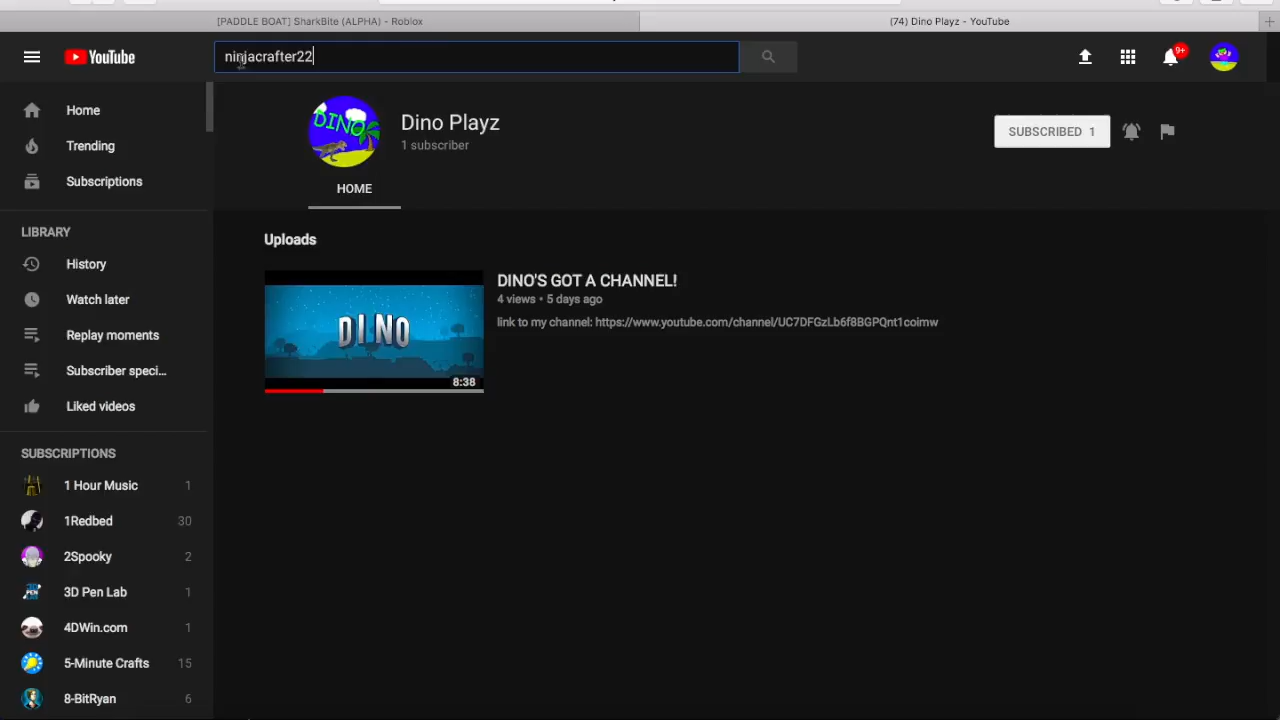 [PADDLE BOAT] SharkBite (ALPHA) - Roblox
(74) Dino Playz - YouTube
YouTube
ninjacrafter22
9+
Home
Trending
Subscriptions
LIBRARY
History
Watch later
Replay moments
Subscriber speci...
Liked videos
SUBSCRIPTIONS
1 Hour Music 1
1Redbed 30
2Spooky 2
3D Pen Lab 1
4DWin.com 1
5-Minute Crafts 15
8-BitRyan 6
DINO
Dino Playz
1 subscriber
SUBSCRIBED 1
HOME
Uploads
DINO
8:38
DINO'S GOT A CHANNEL!
4 views • 5 days ago
link to my channel: https://www.youtube.com/channel/UC7DFGzLb6f8BGPQnt1coimw